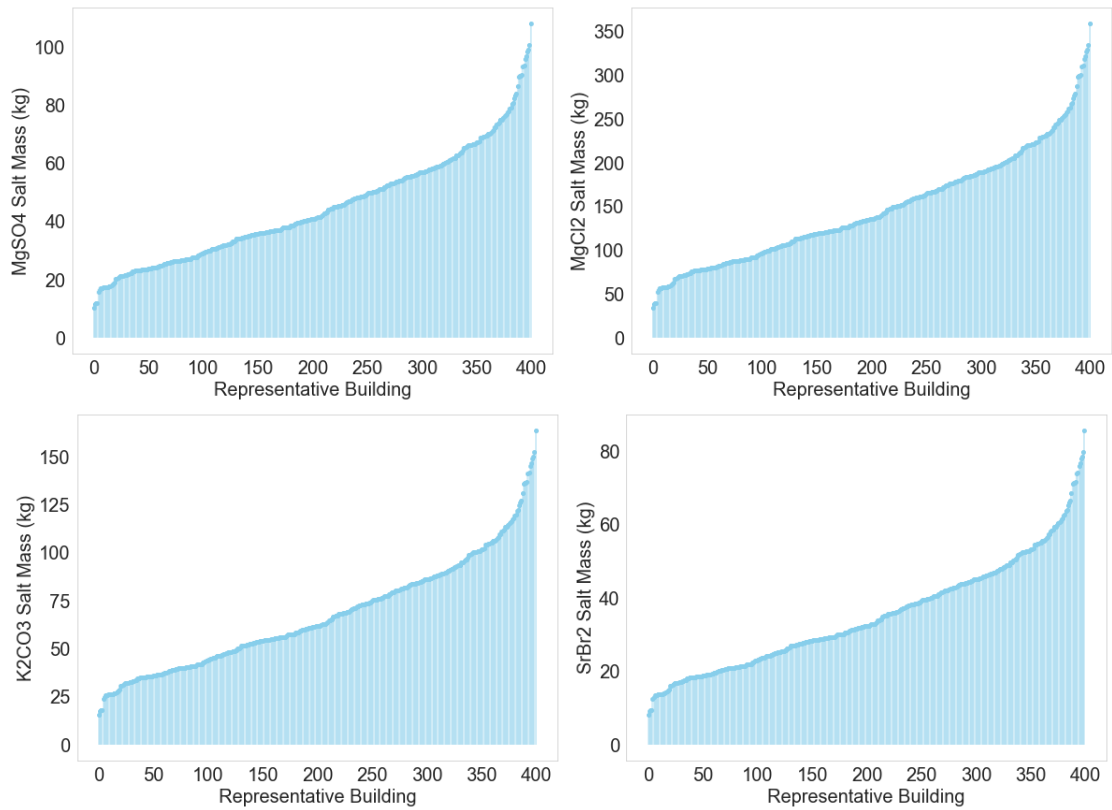 MgSO4 Salt Mass (kg)
100
80
60
40
20
0
0 50 100 150 200 250 300 350 400
Representative Building
MgCl2 Salt Mass (kg)
350
300
250
200
150
100
50
0
0 50 100 150 200 250 300 350 400
Representative Building
K2CO3 Salt Mass (kg)
150
125
100
75
50
25
0
0 50 100 150 200 250 300 350 400
Representative Building
SrBr2 Salt Mass (kg)
80
60
40
20
0
0 50 100 150 200 250 300 350 400
Representative Building